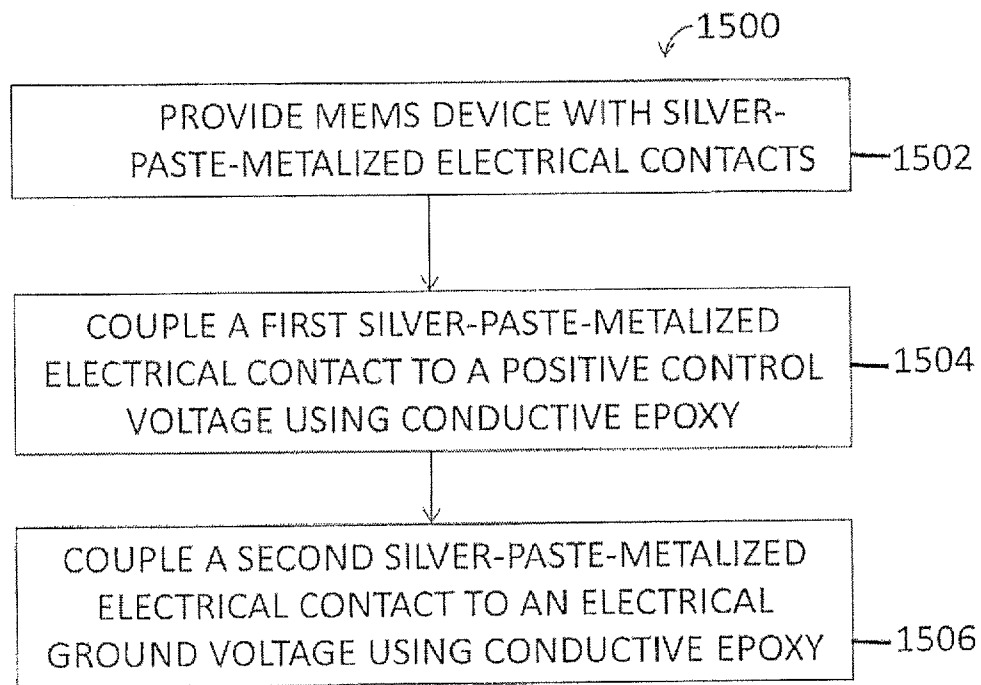 1500
PROVIDE MEMS DEVICE WITH SILVER-
PASTE-METALIZED ELECTRICAL CONTACTS
1502
COUPLE A FIRST SILVER-PASTE-METALIZED
ELECTRICAL CONTACT TO A POSITIVE CONTROL
VOLTAGE USING CONDUCTIVE EPOXY
1504
COUPLE A SECOND SILVER-PASTE-METALIZED
ELECTRICAL CONTACT TO AN ELECTRICAL
GROUND VOLTAGE USING CONDUCTIVE EPOXY
1506